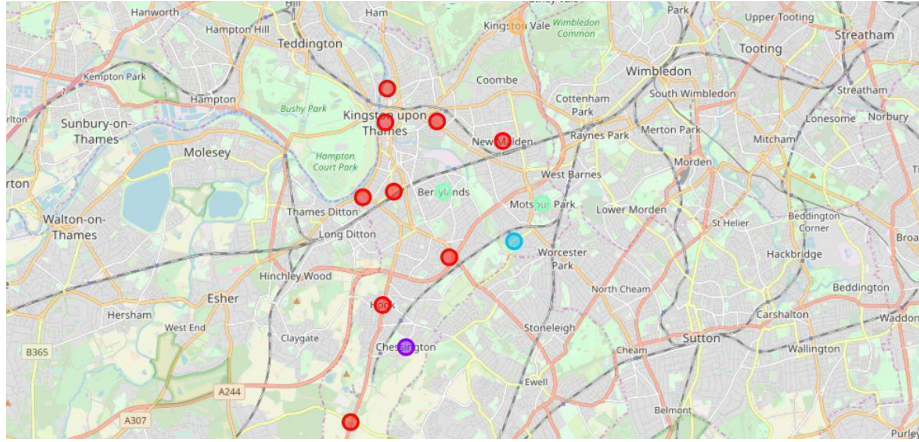 Hanworth
Hill
Ham
Kingston Vale
Wimbledon
Common
Park
Upper Tooting
Hampton Hill
Teddington
Tooting
Streatham
Kempton Park
Coombe
Wimbledon
Hampton
Bushy Park
Cottenham
Park
South Wimbledon
Streatham
Sunbury-on-
Thames
Kingston upon
Thames
Raynes Park
Merton Park
Lonesome
Norbury
Molesey
Hampton
Court Park
New Malden
Mitcham
Morden
West Barnes
Walton-on-
Thames
Thames Ditton
Berrylands
Motspur Park
Lower Morden
St Helier
Beddington
Corner
Long Ditton
Worcester
Park
Hackbridge
Hinchley Wood
North Cheam
Beddington
Esher
Hook
Hersham
Carshalton
Waddon
West End
Claygate
Stoneleigh
Sutton
B365
Chessington
Cheam
Wallington
A244
Ewell
A307
Belmont
Purley